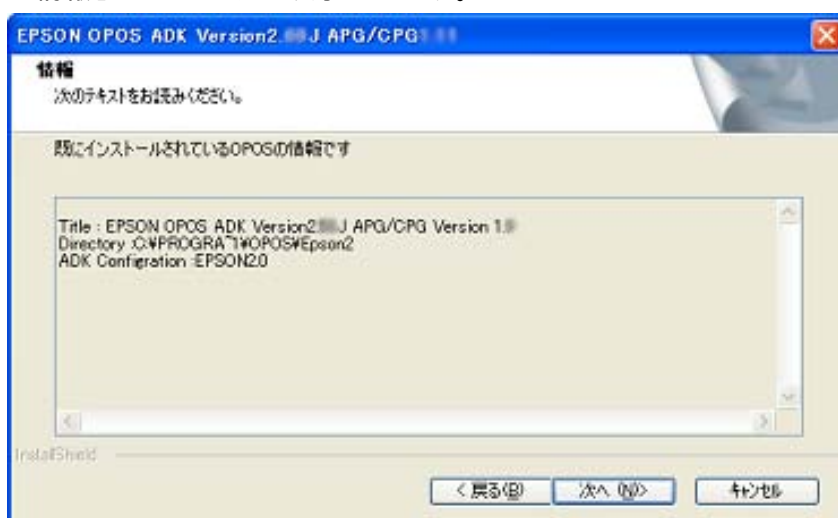 EPSON OPOS ADK Version2. J APG/CPG
情報
次のテキストをお読みください。
既にインストールされているOPOSの情報です
Title : EPSON OPOS ADK Version2. J APG/CPG Version 1.
Directory :C:¥PROGRA~1¥OPOS¥Epson2
ADK Configration :EPSON2.0
InstallShield
< 戻る(B)
次へ (N)>
キャンセル